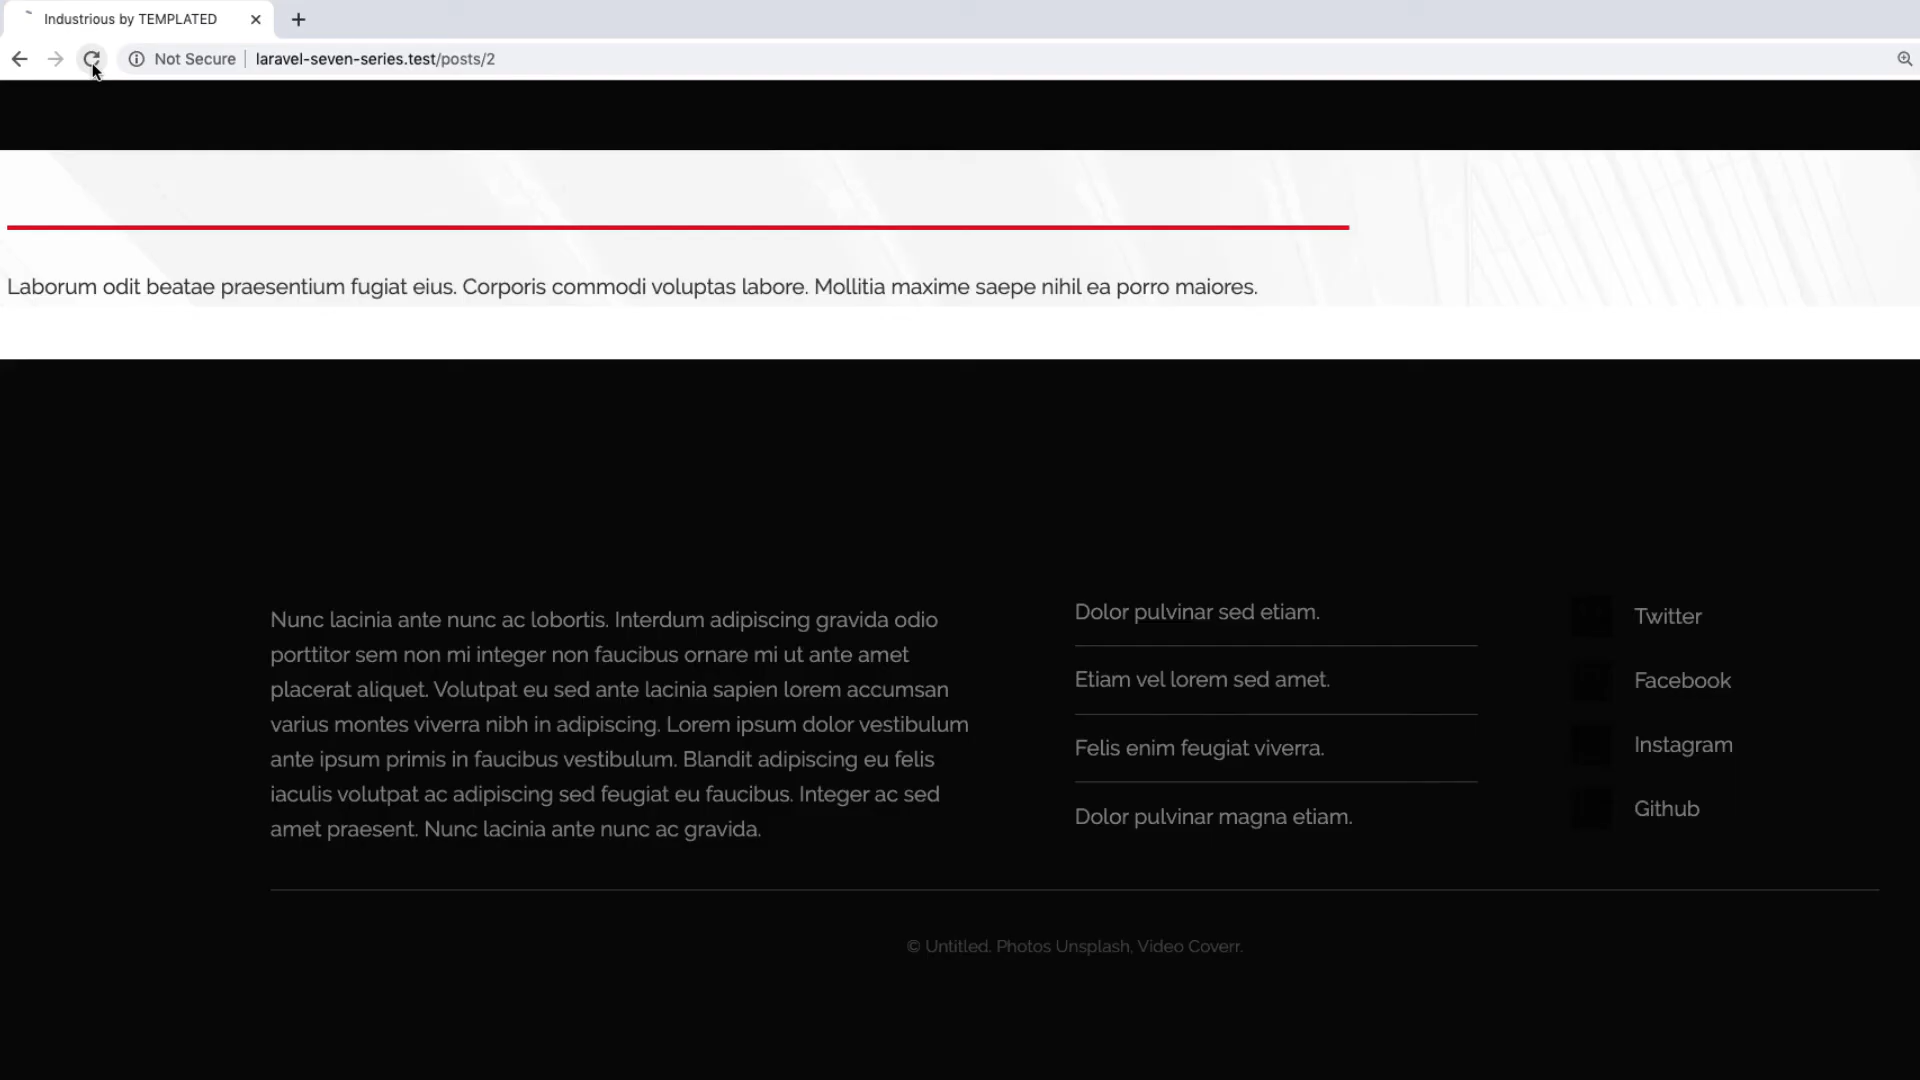 Industrious by TEMPLATED
Not Secure
laravel-seven-series.test/posts/2
Laborum odit beatae praesentium fugiat eius. Corporis commodi voluptas labore. Mollitia maxime saepe nihil ea porro maiores.
Nunc lacinia ante nunc ac lobortis. Interdum adipiscing gravida odio
porttitor sem non mi integer non faucibus ornare mi ut ante amet
placerat aliquet. Volutpat eu sed ante lacinia sapien lorem accumsan
varius montes viverra nibh in adipiscing. Lorem ipsum dolor vestibulum
ante ipsum primis in faucibus vestibulum. Blandit adipiscing eu felis
iaculis volutpat ac adipiscing sed feugiat eu faucibus. Integer ac sed
amet praesent. Nunc lacinia ante nunc ac gravida.
Dolor pulvinar sed etiam.
Etiam vel lorem sed amet.
Felis enim feugiat viverra.
Dolor pulvinar magna etiam.
Twitter
Facebook
Instagram
Github
© Untitled. Photos Unsplash, Video Coverr.